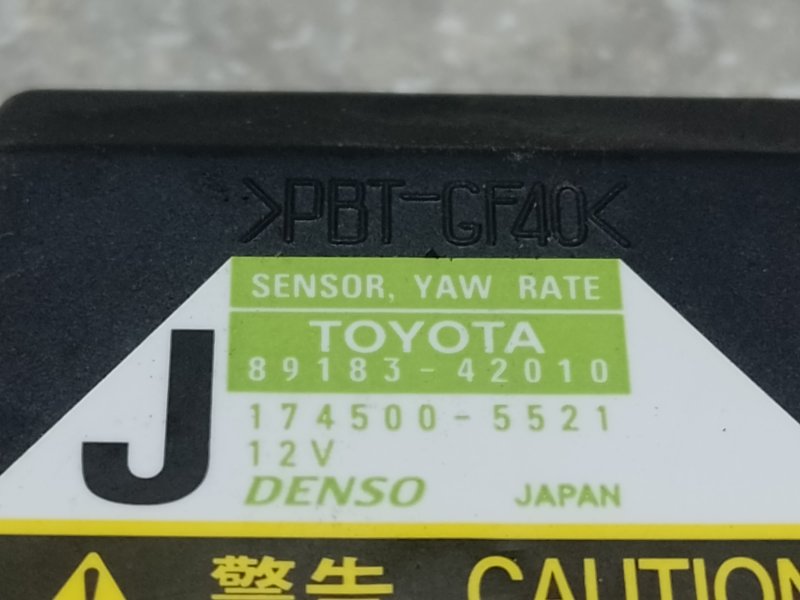 >PBT-GF40<
SENSOR, YAW RATE
TOYOTA
89183-42010
J
174500-5521
12V
DENSO JAPAN
警告 CAUTION